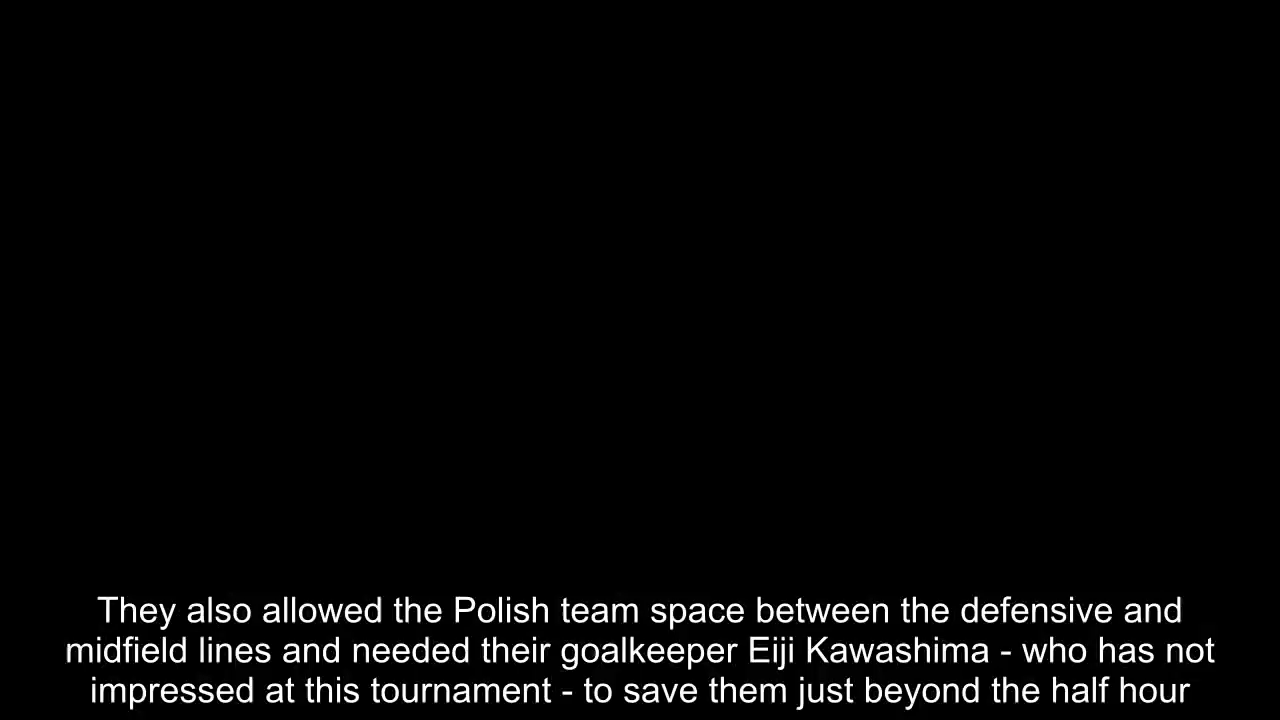 They also allowed the Polish team space between the defensive and
midfield lines and needed their goalkeeper Eiji Kawashima - who has not
impressed at this tournament - to save them just beyond the half hour